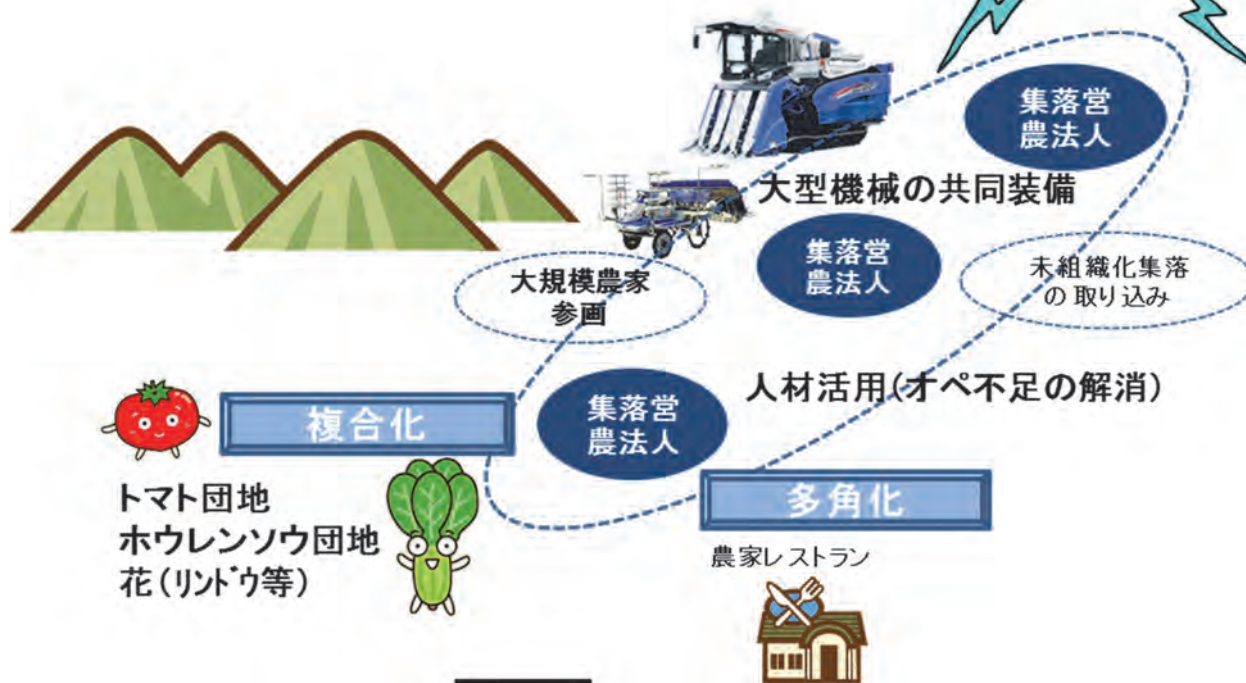 集落営
農法人
大型機械の共同装備
集落営
農法人
未組織化集落
の取り込み
大規模農家
参画
人材活用(オペ不足の解消)
集落営
農法人
複合化
トマト団地
ホウレンソウ団地
花(リンドウ等)
多角化
農家レストラン